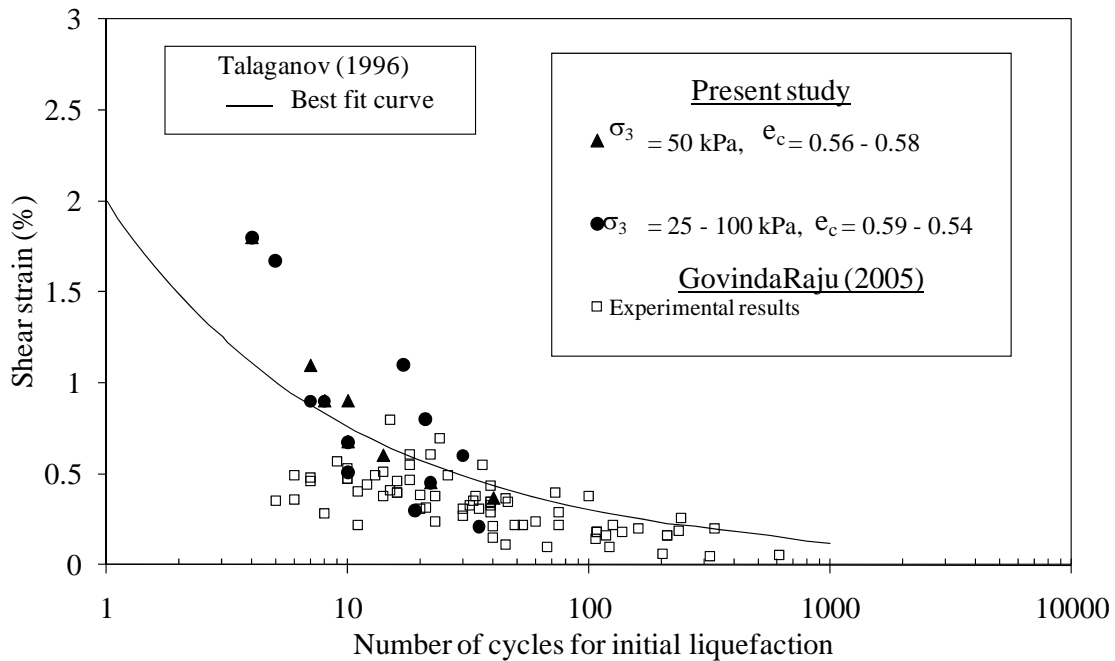 3
2.5
2
1.5
1
0.5
0
Shear strain (%)
Talaganov (1996)
Best fit curve
Present study
σ3 = 50 kPa, ec = 0.56 - 0.58
σ3 = 25 - 100 kPa, ec = 0.59 - 0.54
GovindaRaju (2005)
Experimental results
1 10 100 1000 10000
Number of cycles for initial liquefaction